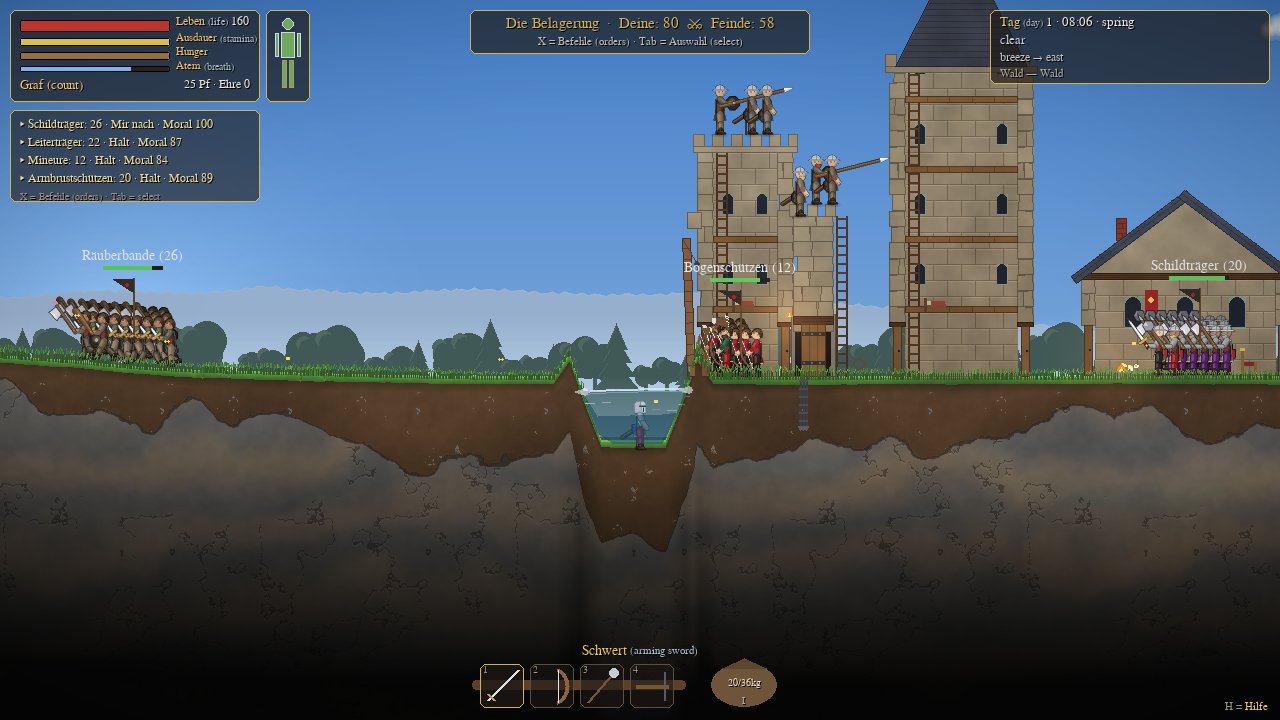 Leben (life) 160
Ausdauer (stamina)
Hunger
Atem (breath)
Graf (count) 25 Pf · Ehre 0
▸ Schildträger: 26 · Mir nach · Moral 100
▸ Leiterträger: 22 · Halt · Moral 87
▸ Mineure: 12 · Halt · Moral 84
▸ Armbrustschützen: 20 · Halt · Moral 89
X = Befehle (orders) · Tab = select
Die Belagerung · Deine: 80 ⚔ Feinde: 58
X = Befehle (orders) · Tab = Auswahl (select)
Tag (day) 1 · 08:06 · spring
clear
breeze → east
Wald — Wald
Räuberbande (26)
Bogenschützen (12)
Schildträger (20)
Schwert (arming sword)
1 2 3 4
20/36kg
I
H = Hilfe